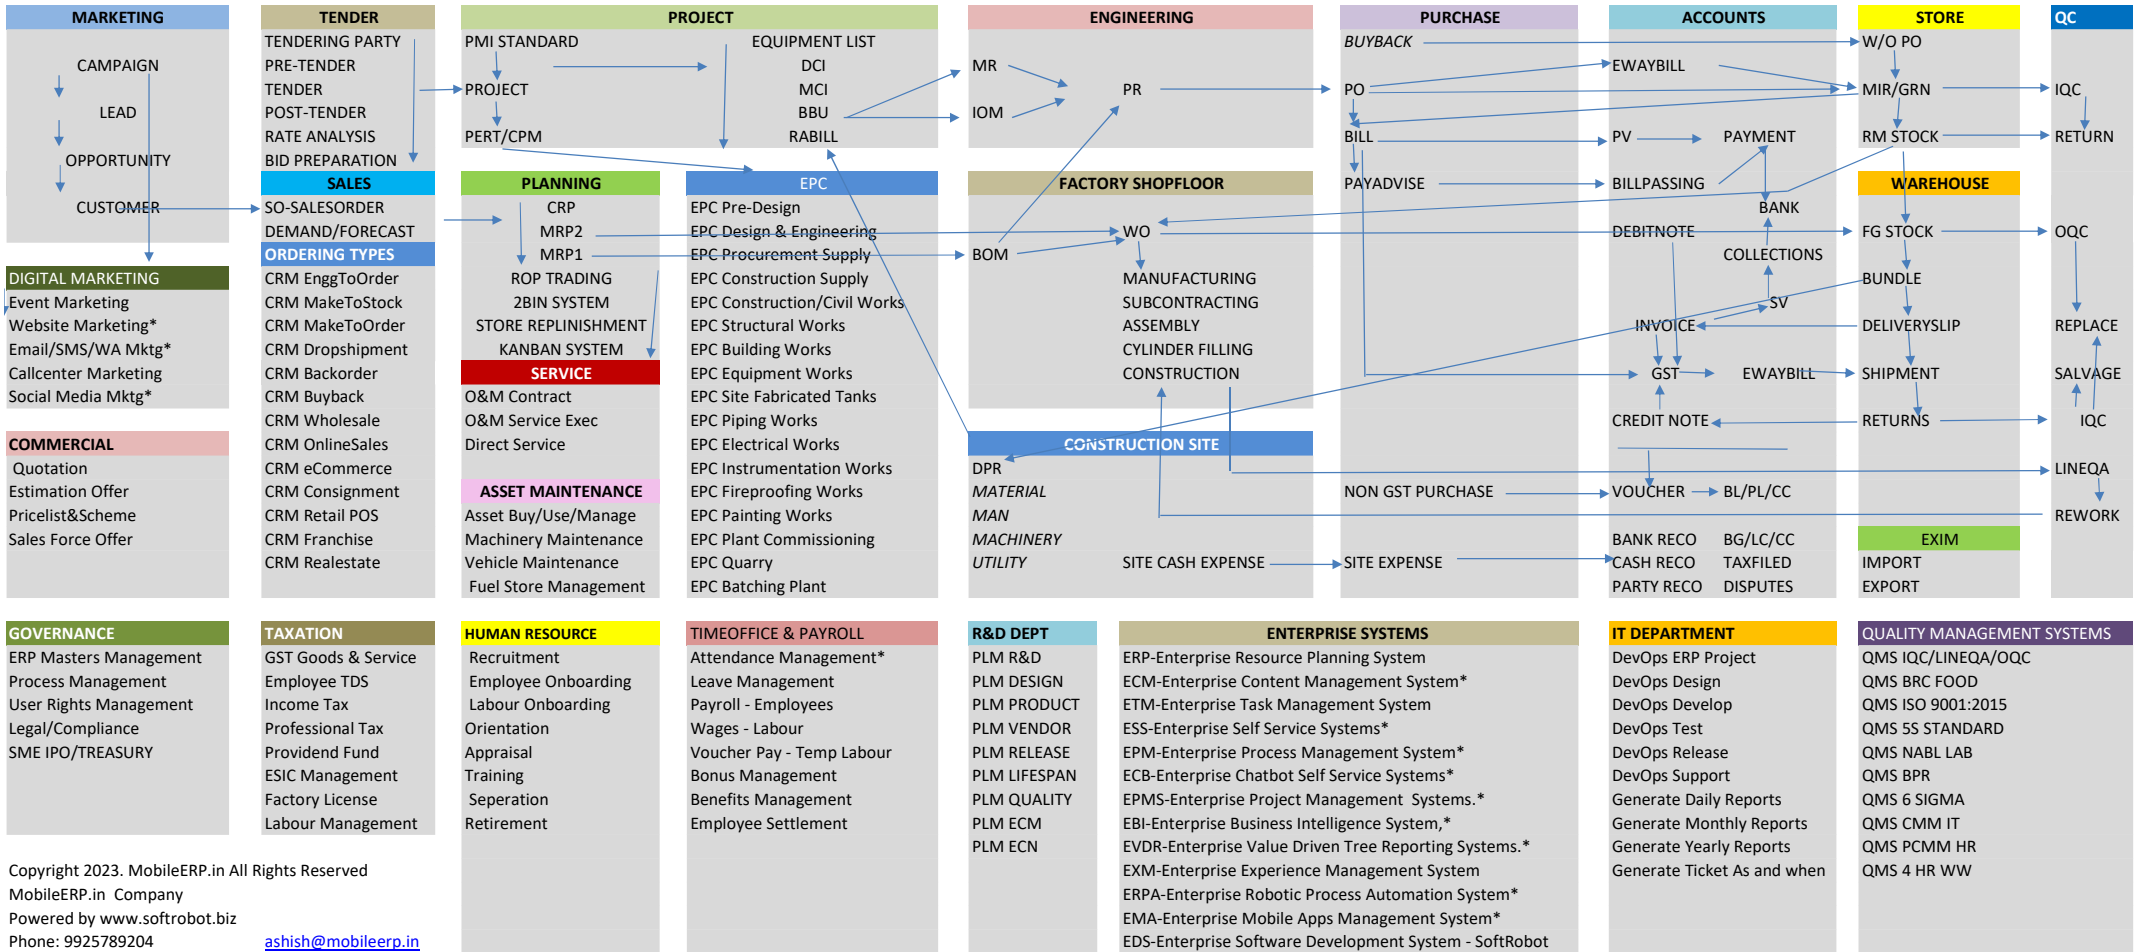 MARKETING
CAMPAIGN
LEAD
OPPORTUNITY
CUSTOMER
DIGITAL MARKETING
Event Marketing
Website Marketing*
Email/SMS/WA Mktg*
Callcenter Marketing
Social Media Mktg*
COMMERCIAL
Quotation
Estimation Offer
Pricelist&Scheme
Sales Force Offer
TENDER
TENDERING PARTY
PRE-TENDER
TENDER
POST-TENDER
RATE ANALYSIS
BID PREPARATION
SALES
SO-SALESORDER
DEMAND/FORECAST
ORDERING TYPES
CRM EnggToOrder
CRM MakeToStock
CRM MakeToOrder
CRM Dropshipment
CRM Backorder
CRM Buyback
CRM Wholesale
CRM OnlineSales
CRM eCommerce
CRM Consignment
CRM Retail POS
CRM Franchise
CRM Realestate
PROJECT
PMI STANDARD
PROJECT
PERT/CPM
EQUIPMENT LIST
DCI
MCI
BBU
RABILL
PLANNING
CRP
MRP2
MRP1
ROP TRADING
2BIN SYSTEM
STORE REPLINISHMENT
KANBAN SYSTEM
SERVICE
O&M Contract
O&M Service Exec
Direct Service
ASSET MAINTENANCE
Asset Buy/Use/Manage
Machinery Maintenance
Vehicle Maintenance
Fuel Store Management
EPC
EPC Pre-Design
EPC Design & Engineering
EPC Procurement Supply
EPC Construction Supply
EPC Construction/Civil Works
EPC Structural Works
EPC Building Works
EPC Equipment Works
EPC Site Fabricated Tanks
EPC Piping Works
EPC Electrical Works
EPC Instrumentation Works
EPC Fireproofing Works
EPC Painting Works
EPC Plant Commissioning
EPC Quarry
EPC Batching Plant
ENGINEERING
MR
PR
IOM
FACTORY SHOPFLOOR
WO
BOM
MANUFACTURING
SUBCONTRACTING
ASSEMBLY
CYLINDER FILLING
CONSTRUCTION
CONSTRUCTION SITE
DPR
MATERIAL
MAN
MACHINERY
UTILITY
SITE CASH EXPENSE
PURCHASE
BUYBACK
PO
BILL
PAYADVISE
NON GST PURCHASE
SITE EXPENSE
ACCOUNTS
EWAYBILL
PV
PAYMENT
BILLPASSING
BANK
DEBITNOTE
COLLECTIONS
SV
INVOICE
GST
EWAYBILL
CREDIT NOTE
VOUCHER
BL/PL/CC
BANK RECO
BG/LC/CC
CASH RECO
TAXFILED
PARTY RECO
DISPUTES
STORE
W/O PO
MIR/GRN
RM STOCK
WAREHOUSE
FG STOCK
BUNDLE
DELIVERYSLIP
SHIPMENT
RETURNS
EXIM
IMPORT
EXPORT
QC
IQC
RETURN
OQC
REPLACE
SALVAGE
IQC
LINEQA
REWORK
GOVERNANCE
ERP Masters Management
Process Management
User Rights Management
Legal/Compliance
SME IPO/TREASURY
TAXATION
GST Goods & Service
Employee TDS
Income Tax
Professional Tax
Providend Fund
ESIC Management
Factory License
Labour Management
HUMAN RESOURCE
Recruitment
Employee Onboarding
Labour Onboarding
Orientation
Appraisal
Training
Seperation
Retirement
TIMEOFFICE & PAYROLL
Attendance Management*
Leave Management
Payroll - Employees
Wages - Labour
Voucher Pay - Temp Labour
Bonus Management
Benefits Management
Employee Settlement
R&D DEPT
PLM R&D
PLM DESIGN
PLM PRODUCT
PLM VENDOR
PLM RELEASE
PLM LIFESPAN
PLM QUALITY
PLM ECM
PLM ECN
ENTERPRISE SYSTEMS
ERP-Enterprise Resource Planning System
ECM-Enterprise Content Management System*
ETM-Enterprise Task Management System
ESS-Enterprise Self Service Systems*
EPM-Enterprise Process Management System*
ECB-Enterprise Chatbot Self Service Systems*
EPMS-Enterprise Project Management Systems.*
EBI-Enterprise Business Intelligence System,*
EVDR-Enterprise Value Driven Tree Reporting Systems.*
EXM-Enterprise Experience Management System
ERPA-Enterprise Robotic Process Automation System*
EMA-Enterprise Mobile Apps Management System*
EDS-Enterprise Software Development System - SoftRobot
IT DEPARTMENT
DevOps ERP Project
DevOps Design
DevOps Develop
DevOps Test
DevOps Release
DevOps Support
Generate Daily Reports
Generate Monthly Reports
Generate Yearly Reports
Generate Ticket As and when
QUALITY MANAGEMENT SYSTEMS
QMS IQC/LINEQA/OQC
QMS BRC FOOD
QMS ISO 9001:2015
QMS 5S STANDARD
QMS NABL LAB
QMS BPR
QMS 6 SIGMA
QMS CMM IT
QMS PCMM HR
QMS 4 HR WW
Copyright 2023. MobileERP.in All Rights Reserved
MobileERP.in Company
Powered by www.softrobot.biz
Phone: 9925789204
ashish@mobileerp.in